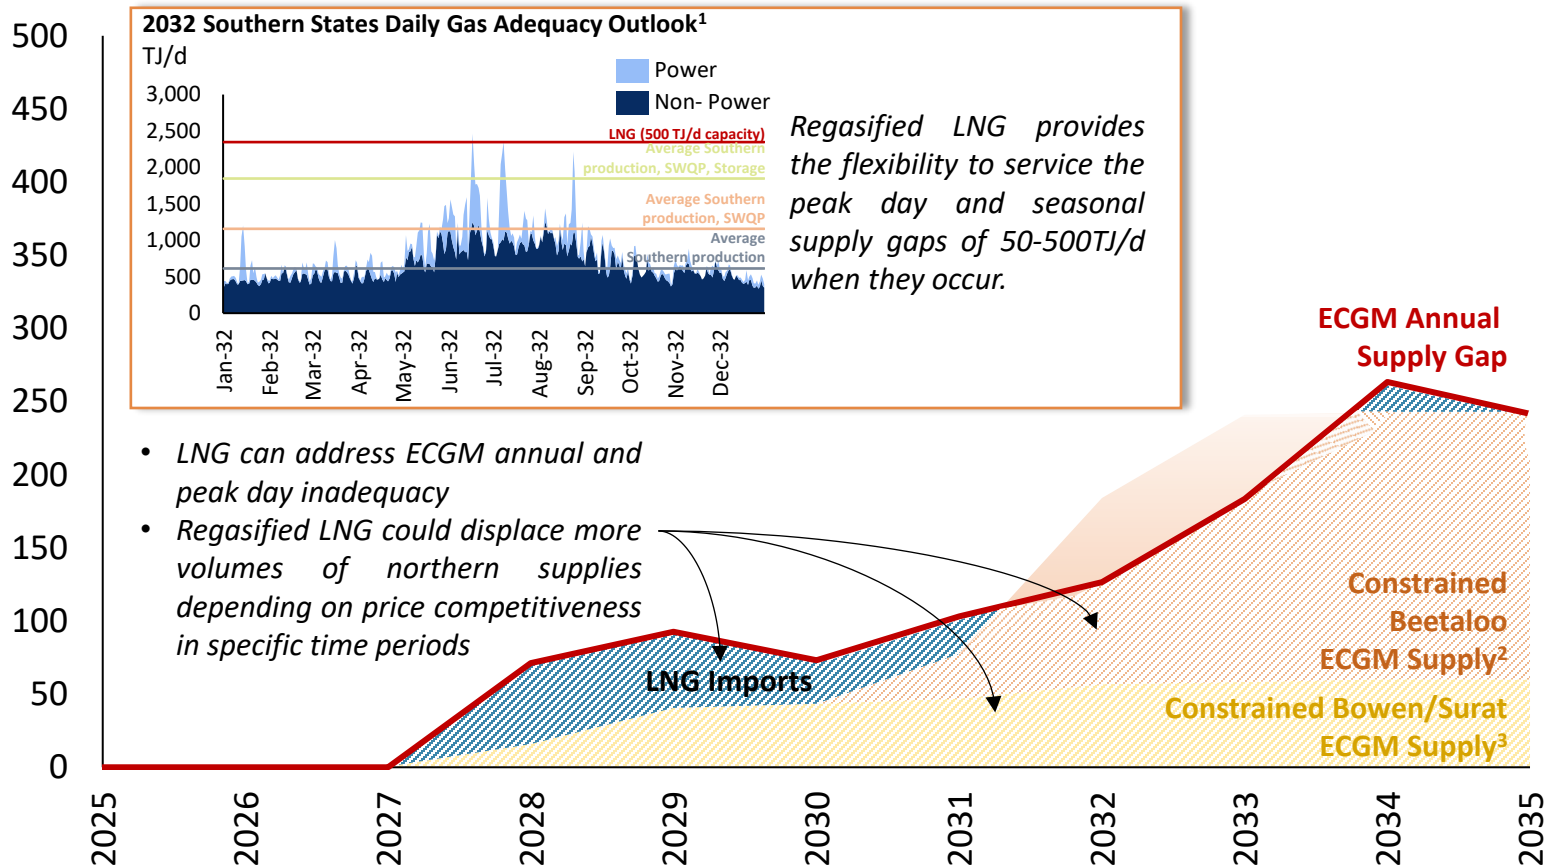 500
450
400
350
300
250
200
150
100
50
0
2032 Southern States Daily Gas Adequacy Outlook¹
TJ/d
Power
Non- Power
3,000
2,500
2,000
1,500
1,000
500
0
LNG (500 TJ/d capacity)
Average Southern
production, SWQP, Storage
Average Southern
production, SWQP
Average
Southern production
Jan-32
Feb-32
Mar-32
Apr-32
May-32
Jun-32
Jul-32
Aug-32
Sep-32
Oct-32
Nov-32
Dec-32
Regasified LNG provides
the flexibility to service the
peak day and seasonal
supply gaps of 50-500TJ/d
when they occur.
ECGM Annual
Supply Gap
• LNG can address ECGM annual and
peak day inadequacy
• Regasified LNG could displace more
volumes of northern supplies
depending on price competitiveness
in specific time periods
LNG Imports
Constrained
Beetaloo
ECGM Supply²
Constrained Bowen/Surat
ECGM Supply³
2025
2026
2027
2028
2029
2030
2031
2032
2033
2034
2035